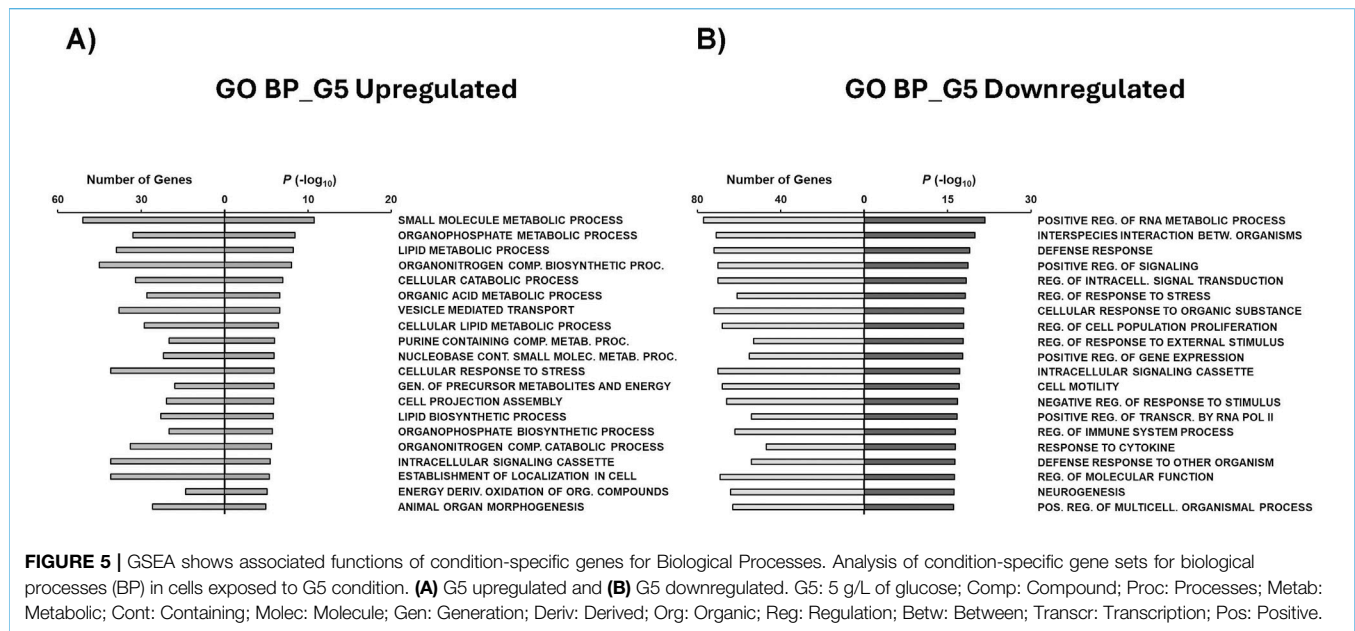 A)
GO BP_G5 Upregulated
Number of Genes P (-log10)
60 30 0 10 20
SMALL MOLECULE METABOLIC PROCESS
ORGANOPHOSPHATE METABOLIC PROCESS
LIPID METABOLIC PROCESS
ORGANONITROGEN COMP. BIOSYNTHETIC PROC.
CELLULAR CATABOLIC PROCESS
ORGANIC ACID METABOLIC PROCESS
VESICLE MEDIATED TRANSPORT
CELLULAR LIPID METABOLIC PROCESS
PURINE CONTAINING COMP. METAB. PROC.
NUCLEOBASE CONT. SMALL MOLEC. METAB. PROC.
CELLULAR RESPONSE TO STRESS
GEN. OF PRECURSOR METABOLITES AND ENERGY
CELL PROJECTION ASSEMBLY
LIPID BIOSYNTHETIC PROCESS
ORGANOPHOSPHATE BIOSYNTHETIC PROCESS
ORGANONITROGEN COMP. CATABOLIC PROCESS
INTRACELLULAR SIGNALING CASSETTE
ESTABLISHMENT OF LOCALIZATION IN CELL
ENERGY DERIV. OXIDATION OF ORG. COMPOUNDS
ANIMAL ORGAN MORPHOGENESIS
B)
GO BP_G5 Downregulated
Number of Genes P (-log10)
80 40 0 15 30
POSITIVE REG. OF RNA METABOLIC PROCESS
INTERSPECIES INTERACTION BETW. ORGANISMS
DEFENSE RESPONSE
POSITIVE REG. OF SIGNALING
REG. OF INTRACELL. SIGNAL TRANSDUCTION
REG. OF RESPONSE TO STRESS
CELLULAR RESPONSE TO ORGANIC SUBSTANCE
REG. OF CELL POPULATION PROLIFERATION
REG. OF RESPONSE TO EXTERNAL STIMULUS
POSITIVE REG. OF GENE EXPRESSION
INTRACELLULAR SIGNALING CASSETTE
CELL MOTILITY
NEGATIVE REG. OF RESPONSE TO STIMULUS
POSITIVE REG. OF TRANSCR. BY RNA POL II
REG. OF IMMUNE SYSTEM PROCESS
RESPONSE TO CYTOKINE
DEFENSE RESPONSE TO OTHER ORGANISM
REG. OF MOLECULAR FUNCTION
NEUROGENESIS
POS. REG. OF MULTICELL. ORGANISMAL PROCESS
FIGURE 5 | GSEA shows associated functions of condition-specific genes for Biological Processes. Analysis of condition-specific gene sets for biological
processes (BP) in cells exposed to G5 condition. (A) G5 upregulated and (B) G5 downregulated. G5: 5 g/L of glucose; Comp: Compound; Proc: Processes; Metab:
Metabolic; Cont: Containing; Molec: Molecule; Gen: Generation; Deriv: Derived; Org: Organic; Reg: Regulation; Betw: Between; Transcr: Transcription; Pos: Positive.